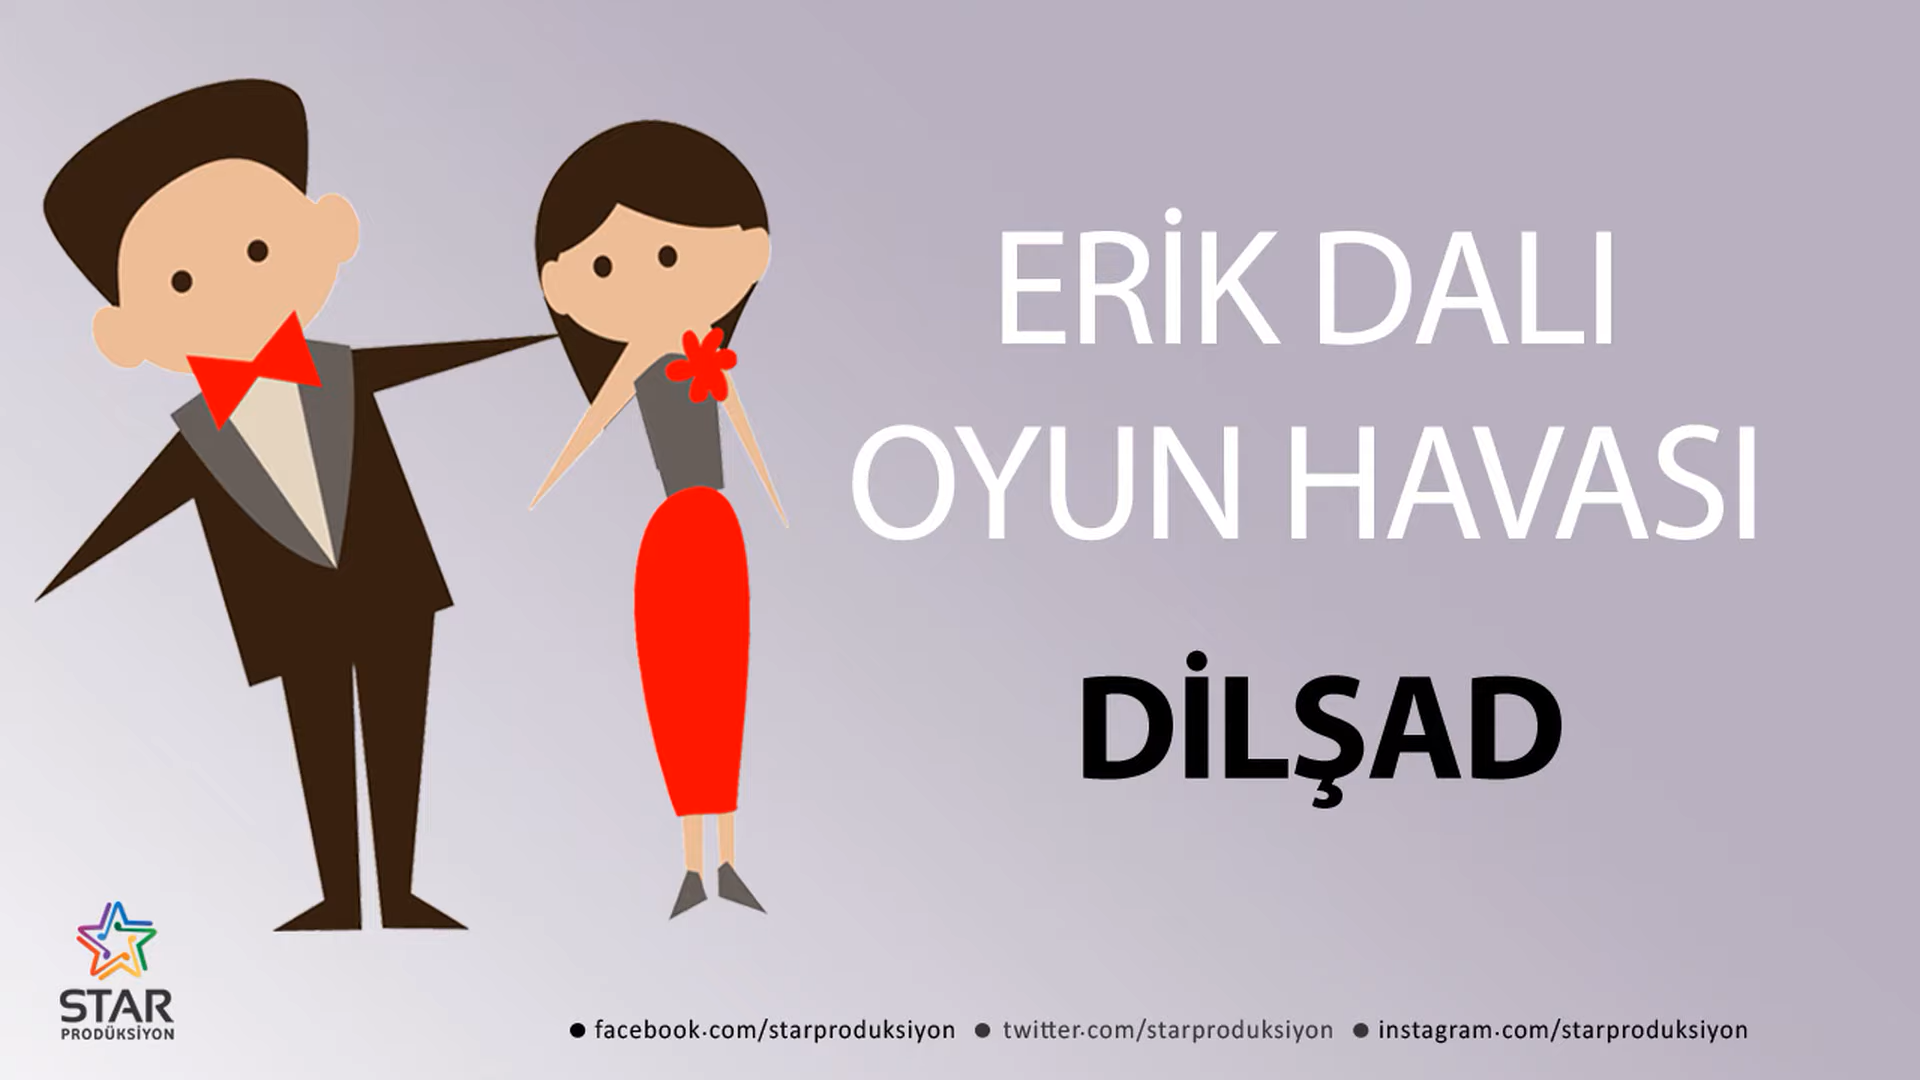 ERİK DALI
OYUN HAVASI
DİLŞAD
STAR
PRODÜKSİYON
● facebook.com/starproduksiyon ● twitter.com/starproduksiyon ● instagram.com/starproduksiyon